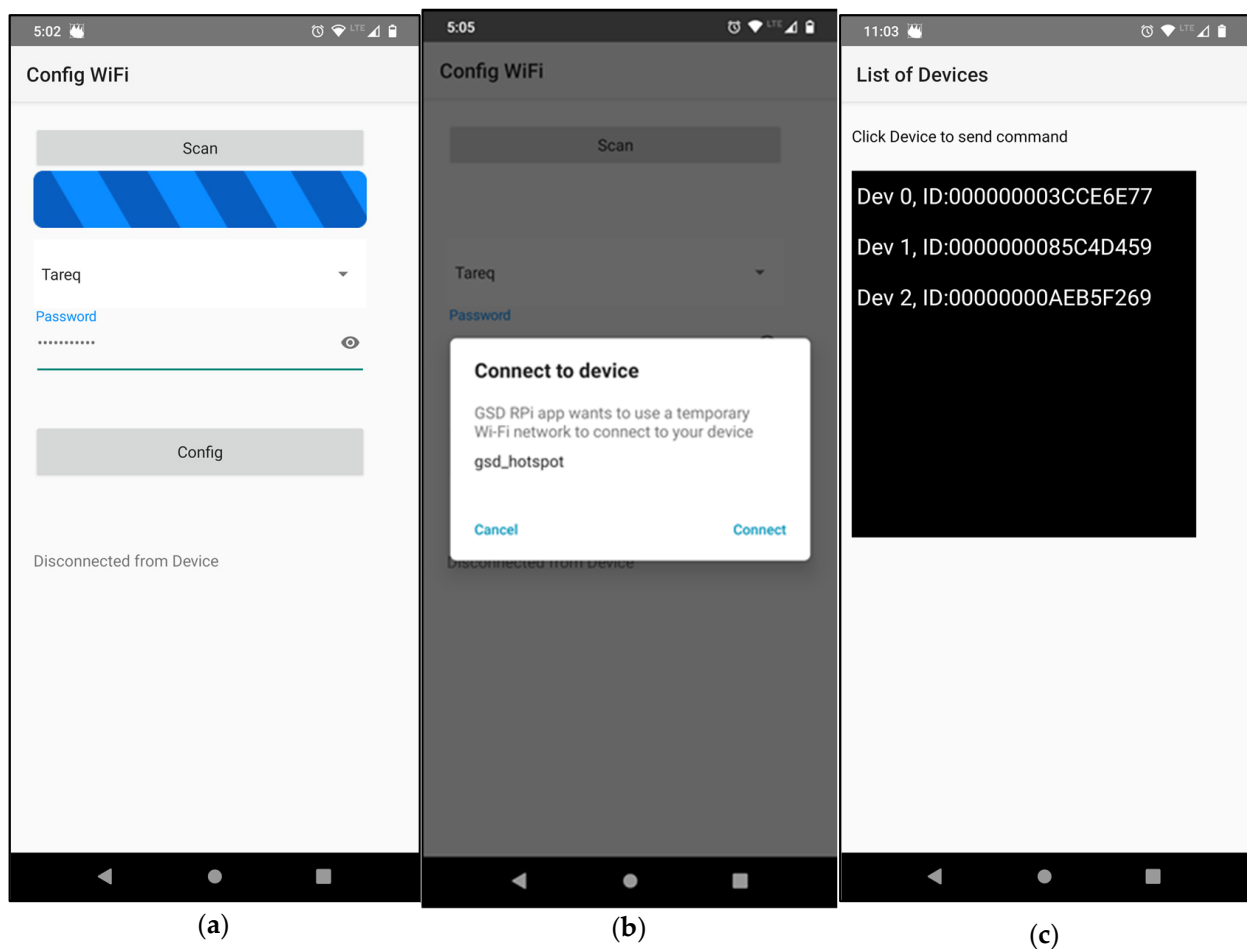 5:02
LTE
Config WiFi
Scan
Tareq
Password
•••••••••••
Config
Disconnected from Device
(a)
5:05
LTE
Config WiFi
Scan
Tareq
Password
Connect to device
GSD RPi app wants to use a temporary
Wi-Fi network to connect to your device
gsd_hotspot
Cancel
Connect
Disconnected from Device
(b)
11:03
LTE
List of Devices
Click Device to send command
Dev 0, ID:000000003CCE6E77
Dev 1, ID:0000000085C4D459
Dev 2, ID:00000000AEB5F269
(c)